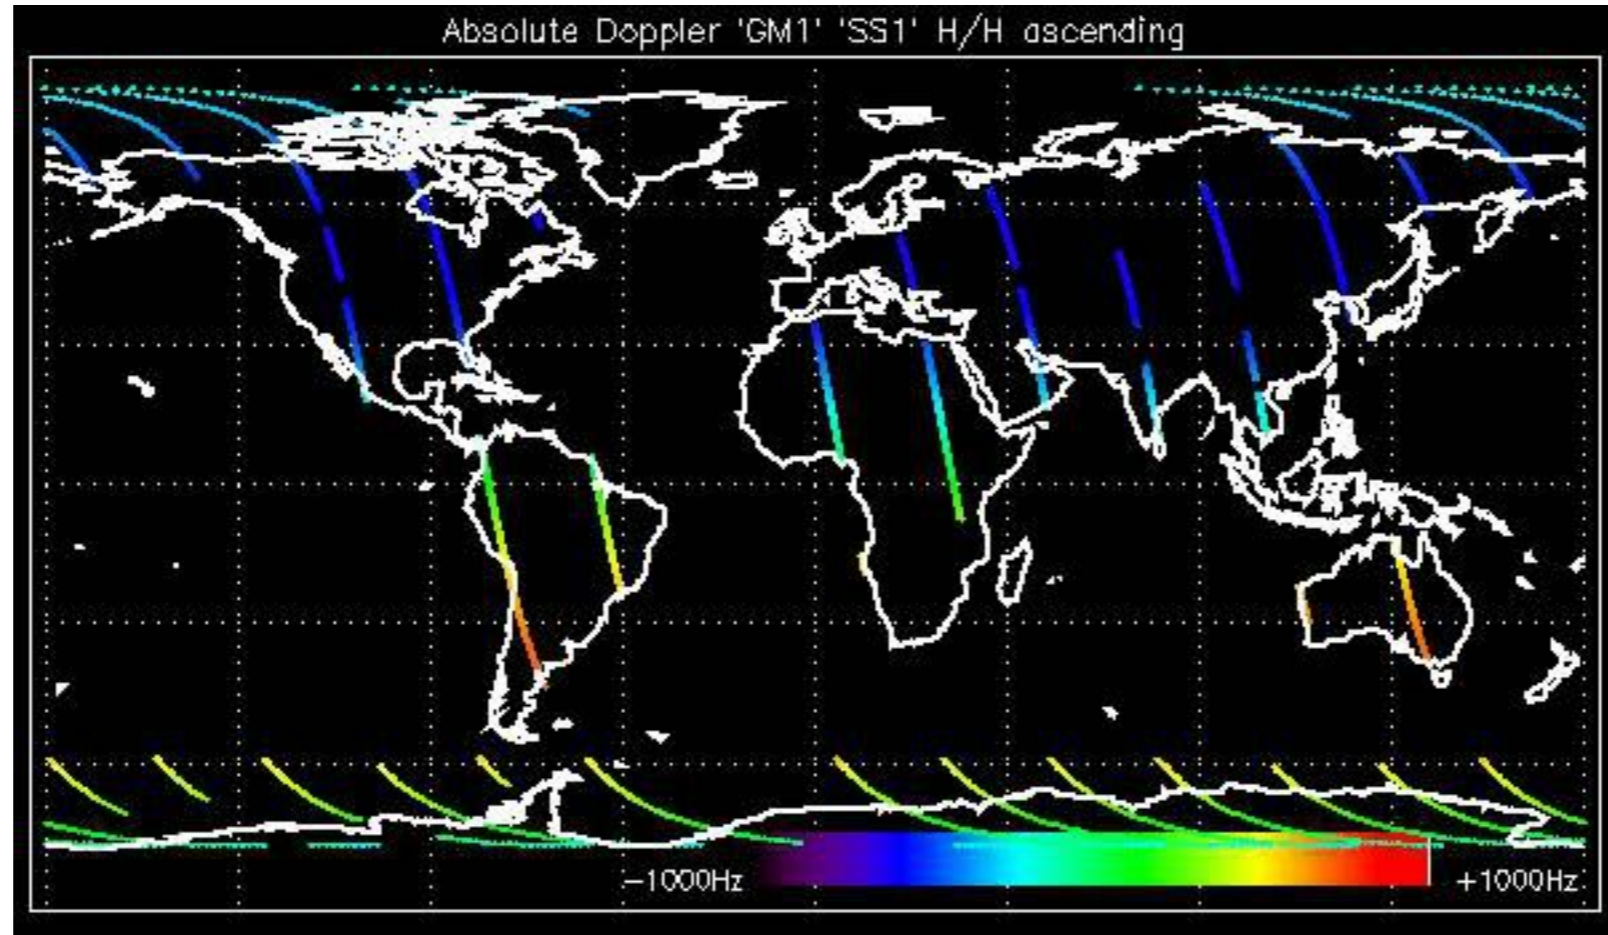 Absolute Doppler 'GM1' 'SS1' H/H ascending
−1000Hz +1000Hz